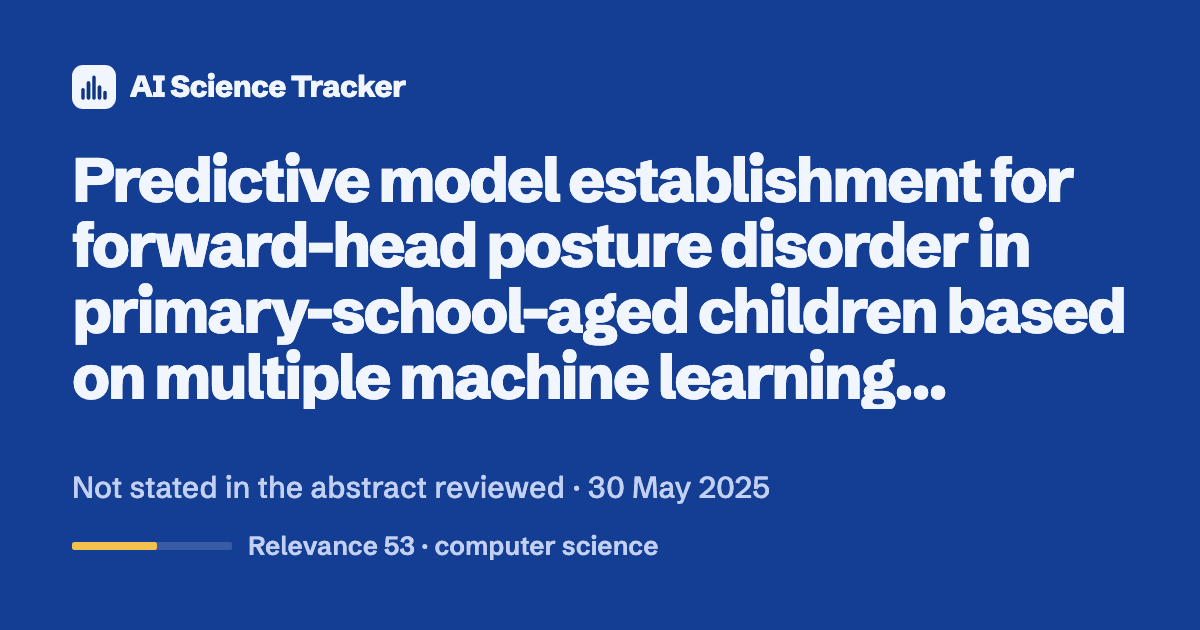 AI Science Tracker
Predictive model establishment for
forward-head posture disorder in
primary-school-aged children based
on multiple machine learning...
Not stated in the abstract reviewed · 30 May 2025
Relevance 53 · computer science